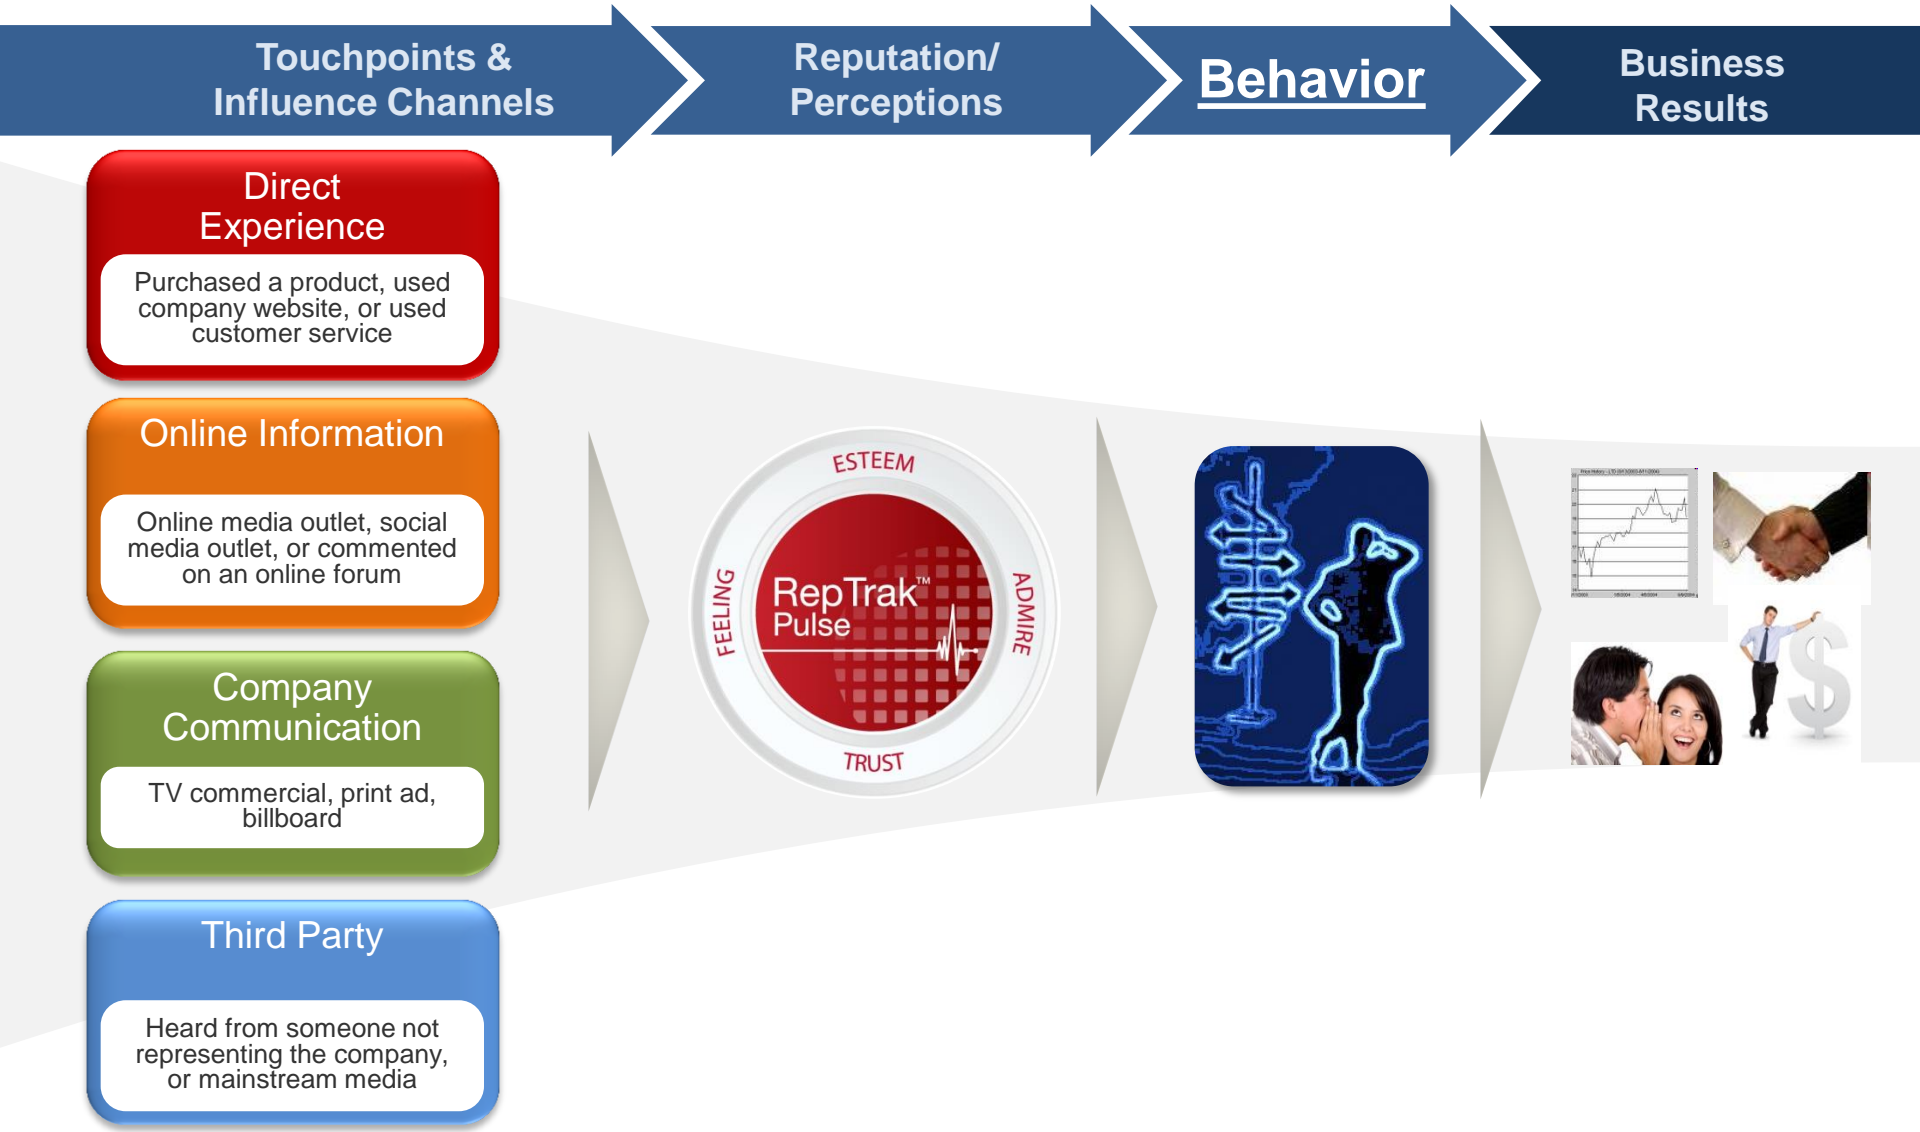 Touchpoints &
Influence Channels
Reputation/
Perceptions
Behavior
Business
Results
Direct
Experience
Purchased a product, used
company website, or used
customer service
Online Information
Online media outlet, social
media outlet, or commented
on an online forum
Company
Communication
TV commercial, print ad,
billboard
Third Party
Heard from someone not
representing the company,
or mainstream media
ESTEEM
FEELING
ADMIRE
TRUST
RepTrak™
Pulse
$